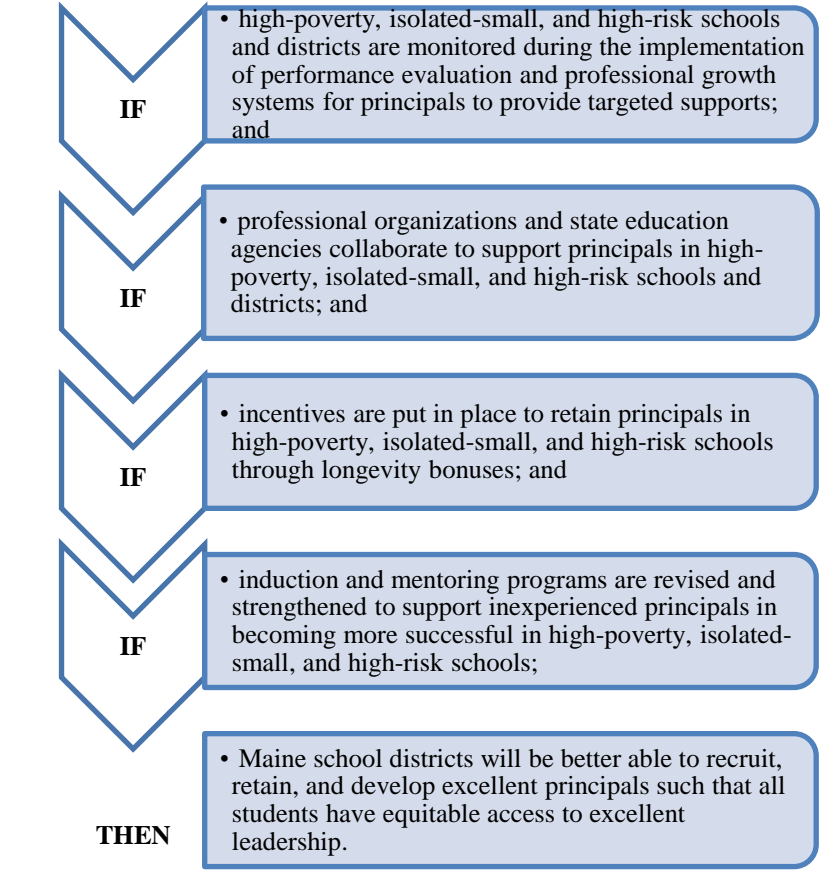 • high-poverty, isolated-small, and high-risk schools
and districts are monitored during the implementation
of performance evaluation and professional growth
systems for principals to provide targeted supports;
and
IF
• professional organizations and state education
agencies collaborate to support principals in high-
poverty, isolated-small, and high-risk schools and
districts; and
IF
• incentives are put in place to retain principals in
high-poverty, isolated-small, and high-risk schools
through longevity bonuses; and
IF
• induction and mentoring programs are revised and
strengthened to support inexperienced principals in
becoming more successful in high-poverty, isolated-
small, and high-risk schools;
IF
• Maine school districts will be better able to recruit,
retain, and develop excellent principals such that all
students have equitable access to excellent
leadership.
THEN